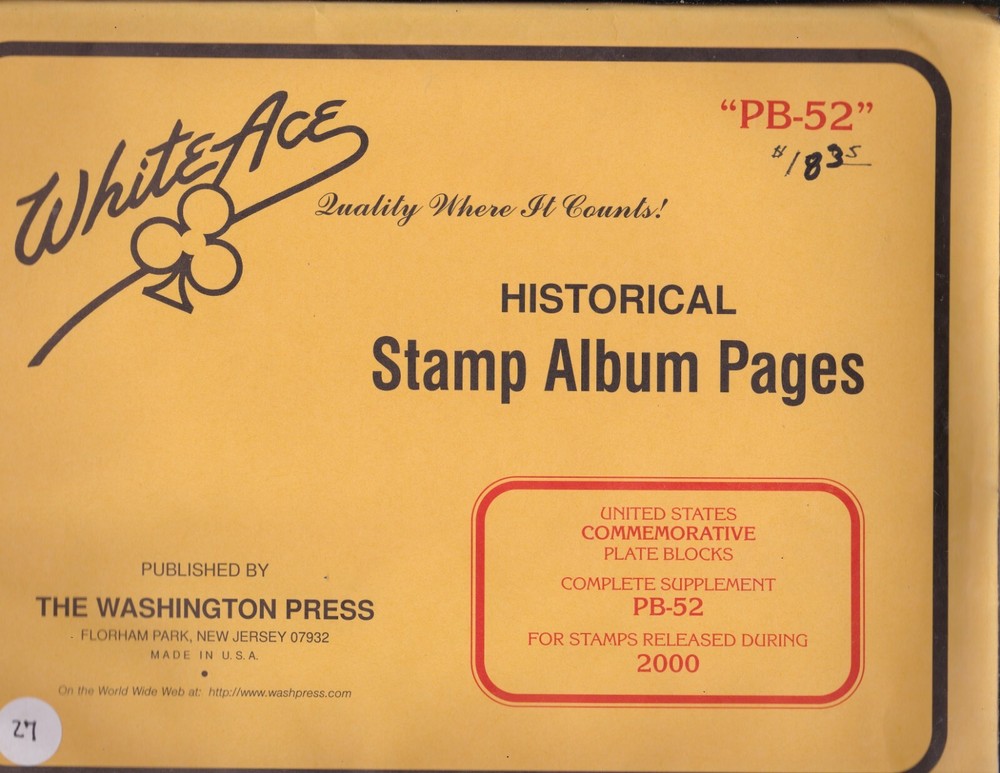 White Ace
"PB-52"
$18 35
Quality Where It Counts!
HISTORICAL
Stamp Album Pages
UNITED STATES
COMMEMORATIVE
PLATE BLOCKS
COMPLETE SUPPLEMENT
PB-52
FOR STAMPS RELEASED DURING
2000
PUBLISHED BY
THE WASHINGTON PRESS
FLORHAM PARK, NEW JERSEY 07932
MADE IN U.S.A.
On the World Wide Web at: http://www.washpress.com
27